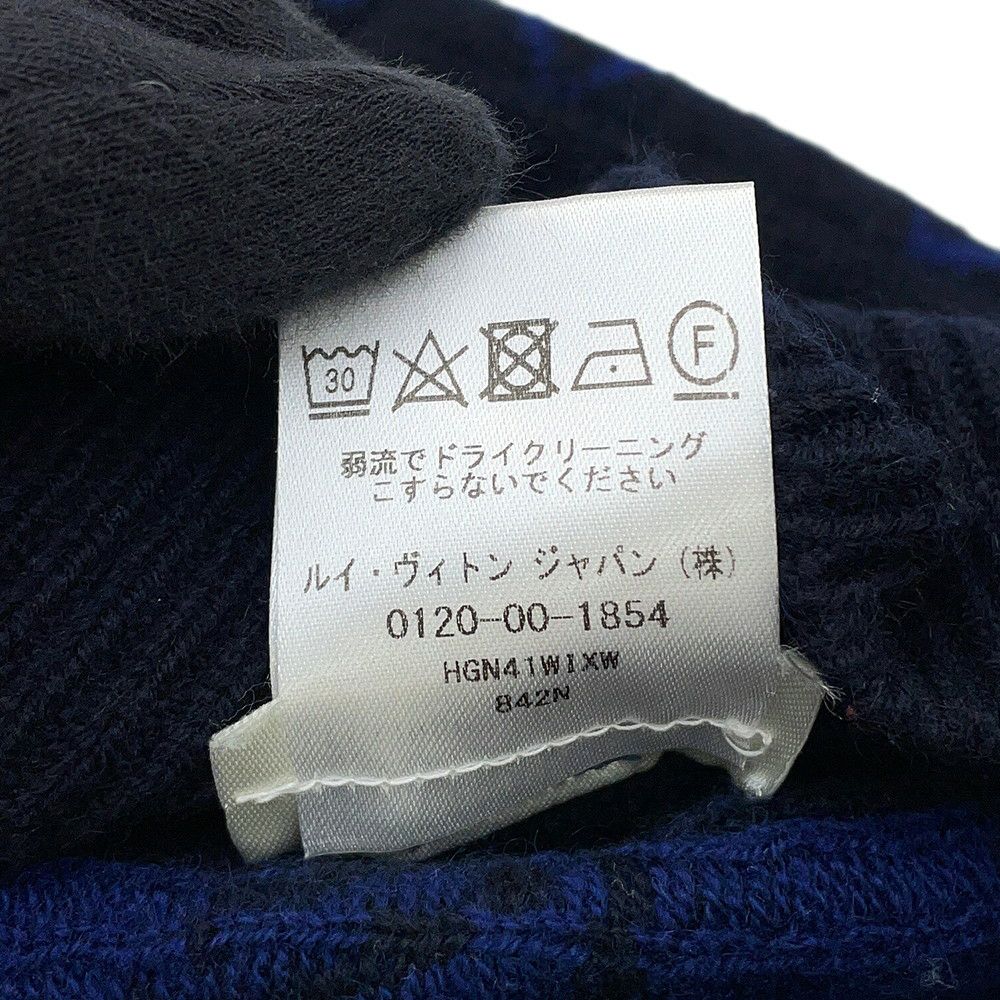 30 F
弱流でドライクリーニング
こすらないでください
ルイ・ヴィトン ジャパン（株）
0120-00-1854
HGN41WIXW
842N